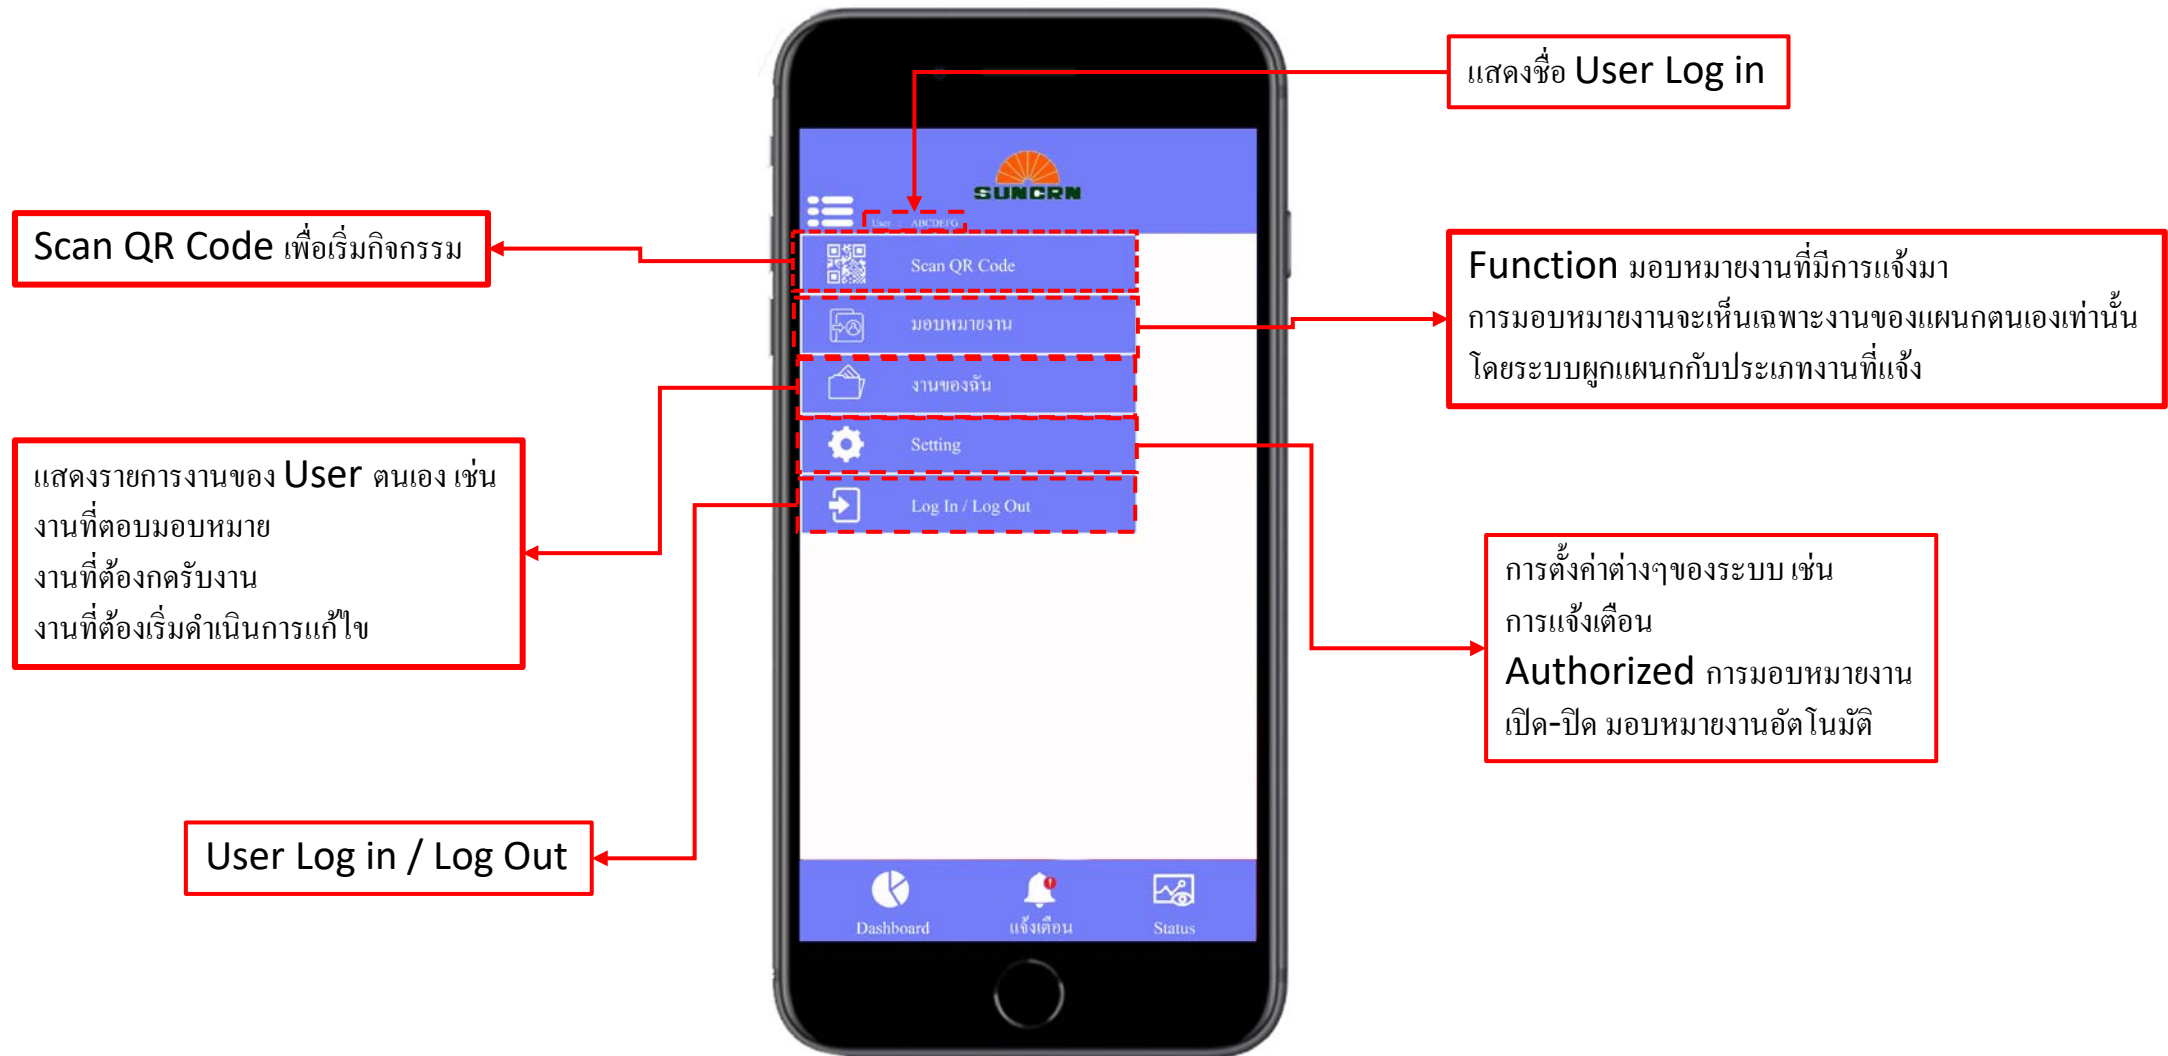 แสดงชื่อ User Log in
SUNCRN
User : ABCDEFG
Scan QR Code เพื่อเริ่มกิจกรรม
Scan QR Code
มอบหมายงาน
งานของฉัน
Setting
Log In / Log Out
Function มอบหมายงานที่มีการแจ้งมา
การมอบหมายงานจะเห็นเฉพาะงานของแผนกตนเองเท่านั้น
โดยระบบผูกแผนกกับประเภทงานที่แจ้ง
แสดงรายการงานของ User ตนเอง เช่น
งานที่ตอบมอบหมาย
งานที่ต้องกดรับงาน
งานที่ต้องเริ่มดำเนินการแก้ไข
การตั้งค่าต่างๆของระบบ เช่น
การแจ้งเตือน
Authorized การมอบหมายงาน
เปิด-ปิด มอบหมายงานอัตโนมัติ
User Log in / Log Out
Dashboard
แจ้งเตือน
Status